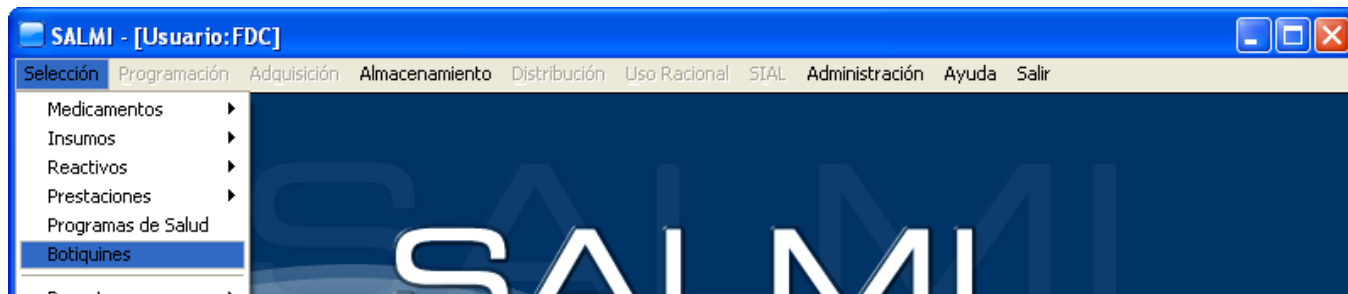 SALMI - [Usuario:FDC]
Selección Programación Adquisición Almacenamiento Distribución Uso Racional SIAL Administración Ayuda Salir
Medicamentos
Insumos
Reactivos
Prestaciones
Programas de Salud
Botiquines
SALMI
SALMI